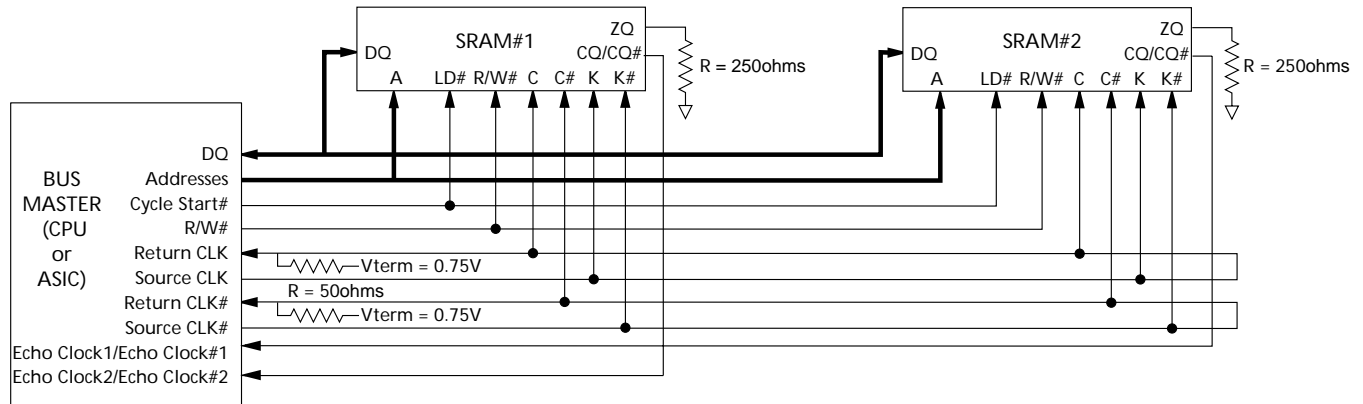 SRAM#1
ZQ
CQ/CQ#
DQ
A
LD#
R/W#
C
C#
K
K#
R = 250ohms
SRAM#2
ZQ
CQ/CQ#
DQ
A
LD#
R/W#
C
C#
K
K#
R = 250ohms
BUS
MASTER
(CPU
or
ASIC)
DQ
Addresses
Cycle Start#
R/W#
Return CLK
Source CLK
Return CLK#
Source CLK#
Echo Clock1/Echo Clock#1
Echo Clock2/Echo Clock#2
Vterm = 0.75V
R = 50ohms
Vterm = 0.75V